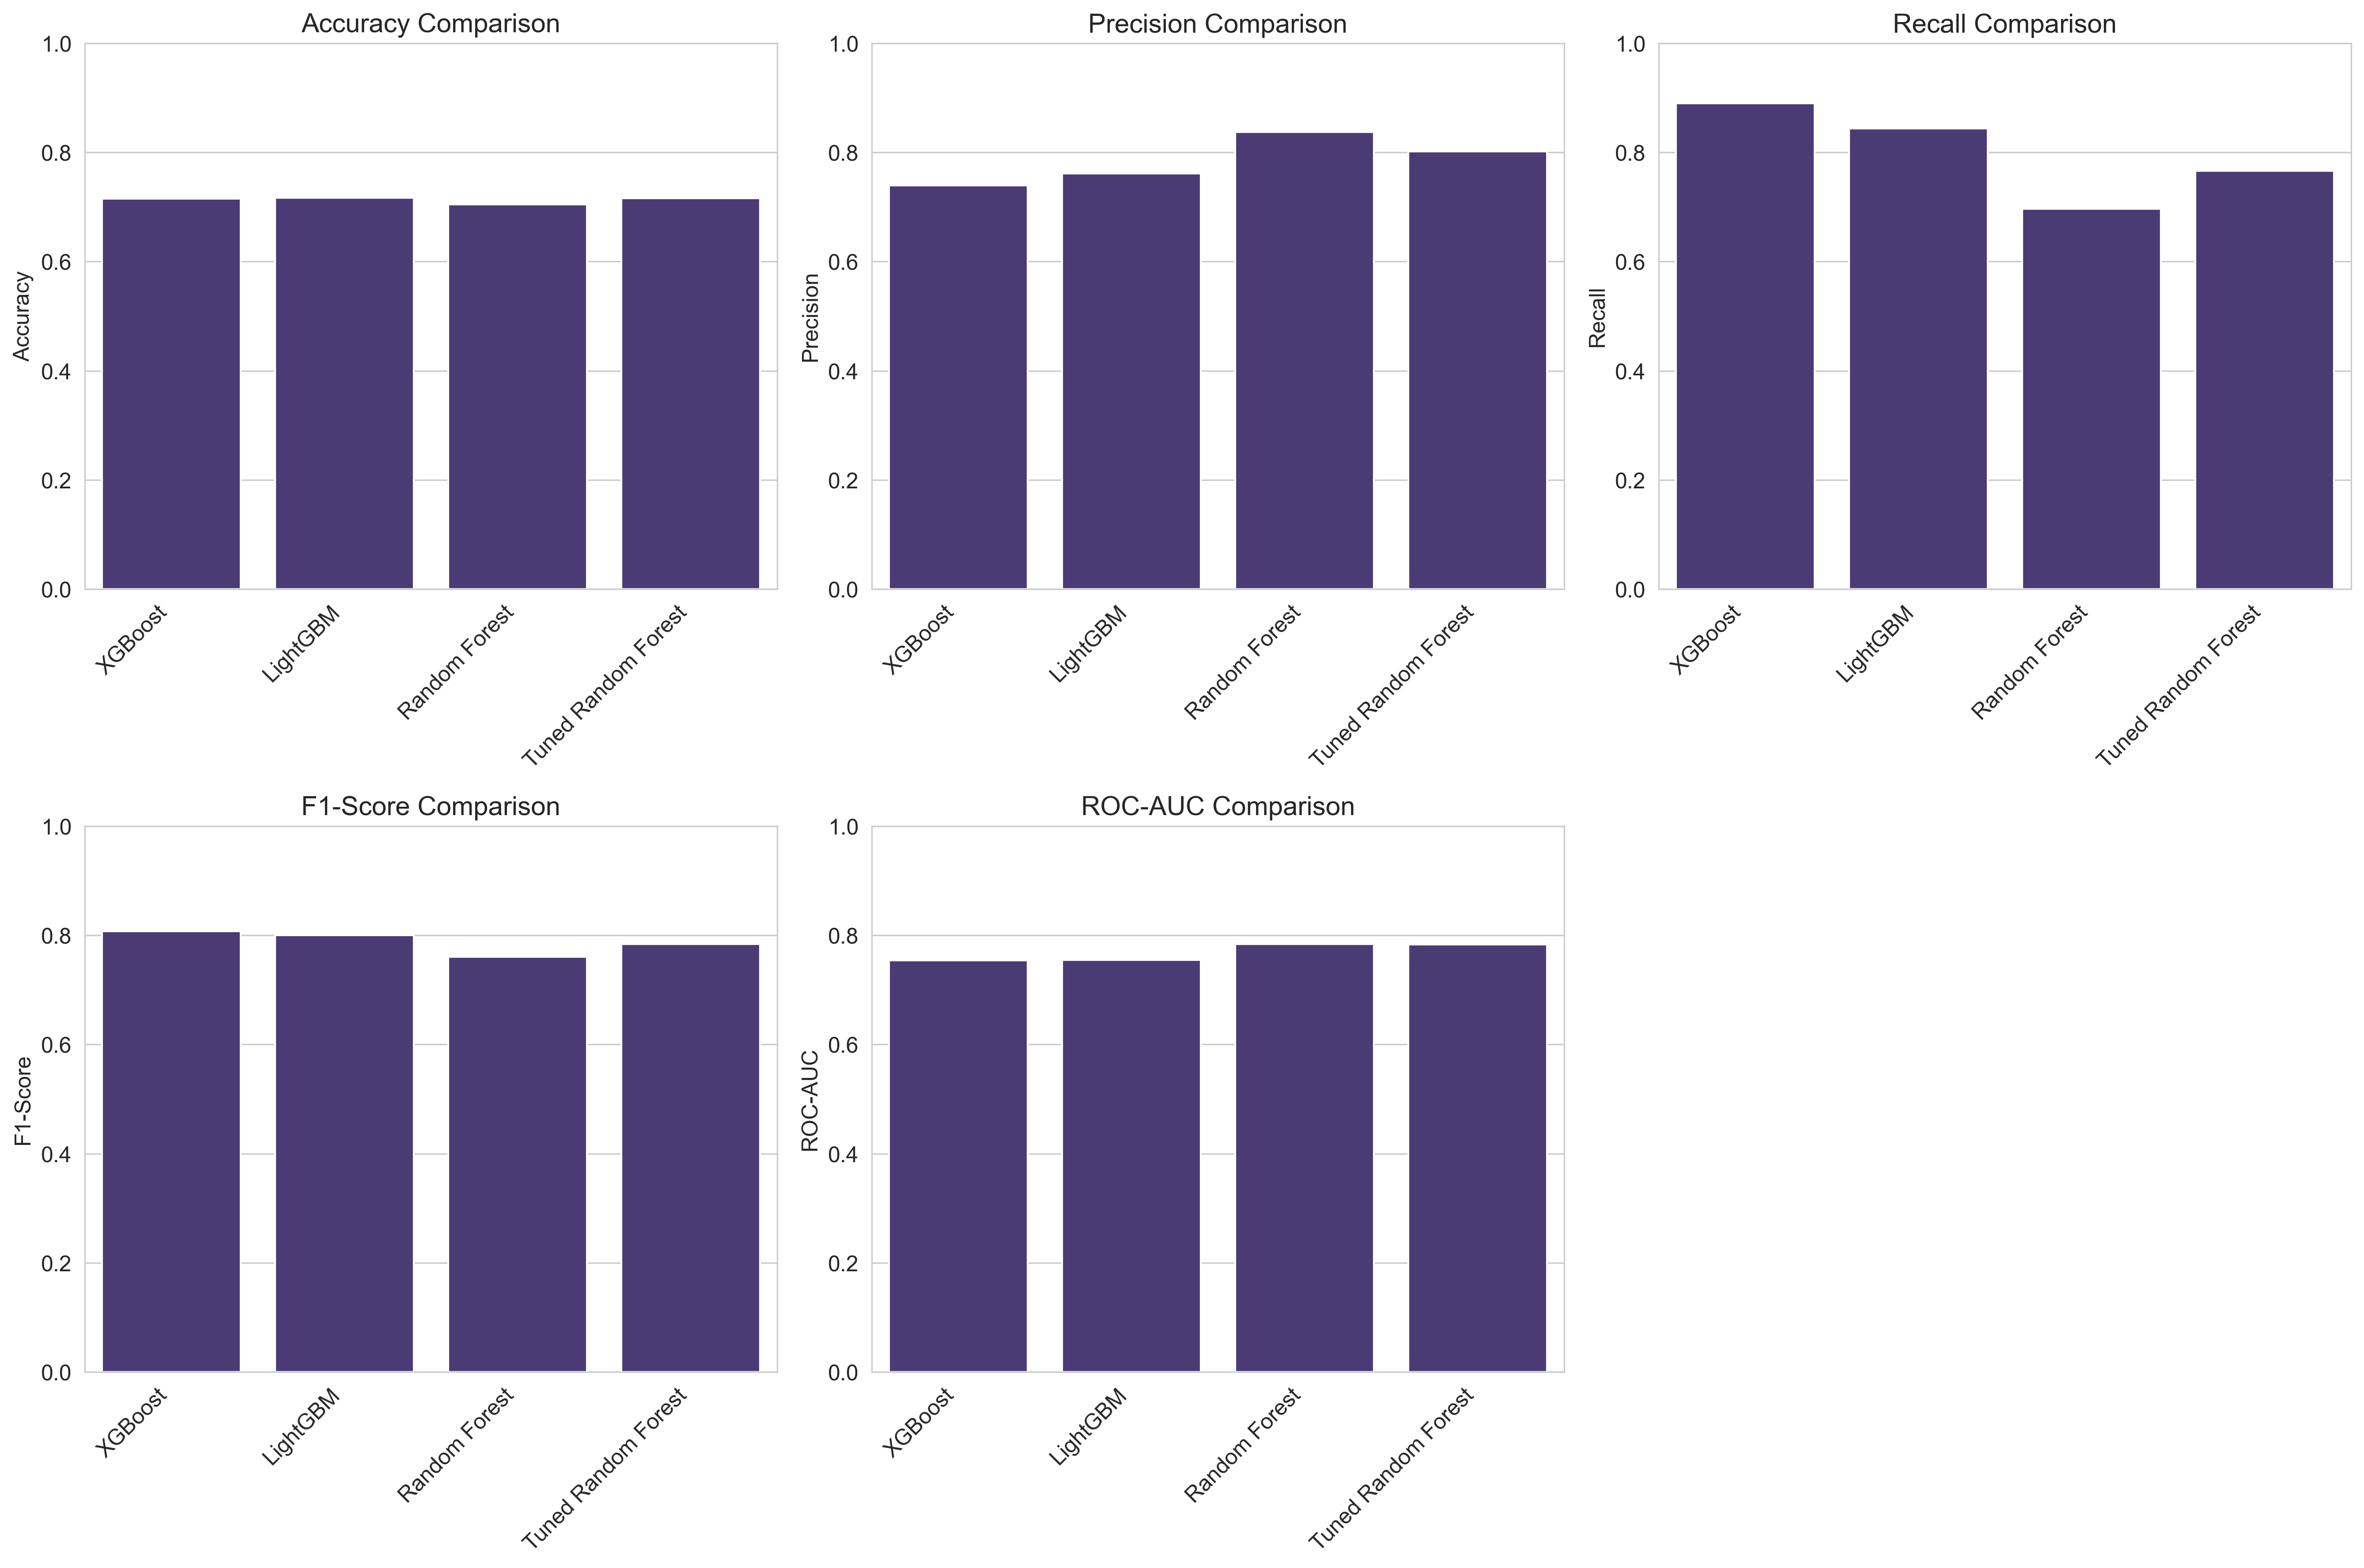 Accuracy Comparison
1.0
0.8
0.6
0.4
0.2
0.0
Accuracy
XGBoost
LightGBM
Random Forest
Tuned Random Forest
Precision Comparison
1.0
0.8
0.6
0.4
0.2
0.0
Precision
XGBoost
LightGBM
Random Forest
Tuned Random Forest
Recall Comparison
1.0
0.8
0.6
0.4
0.2
0.0
Recall
XGBoost
LightGBM
Random Forest
Tuned Random Forest
F1-Score Comparison
1.0
0.8
0.6
0.4
0.2
0.0
F1-Score
XGBoost
LightGBM
Random Forest
Tuned Random Forest
ROC-AUC Comparison
1.0
0.8
0.6
0.4
0.2
0.0
ROC-AUC
XGBoost
LightGBM
Random Forest
Tuned Random Forest